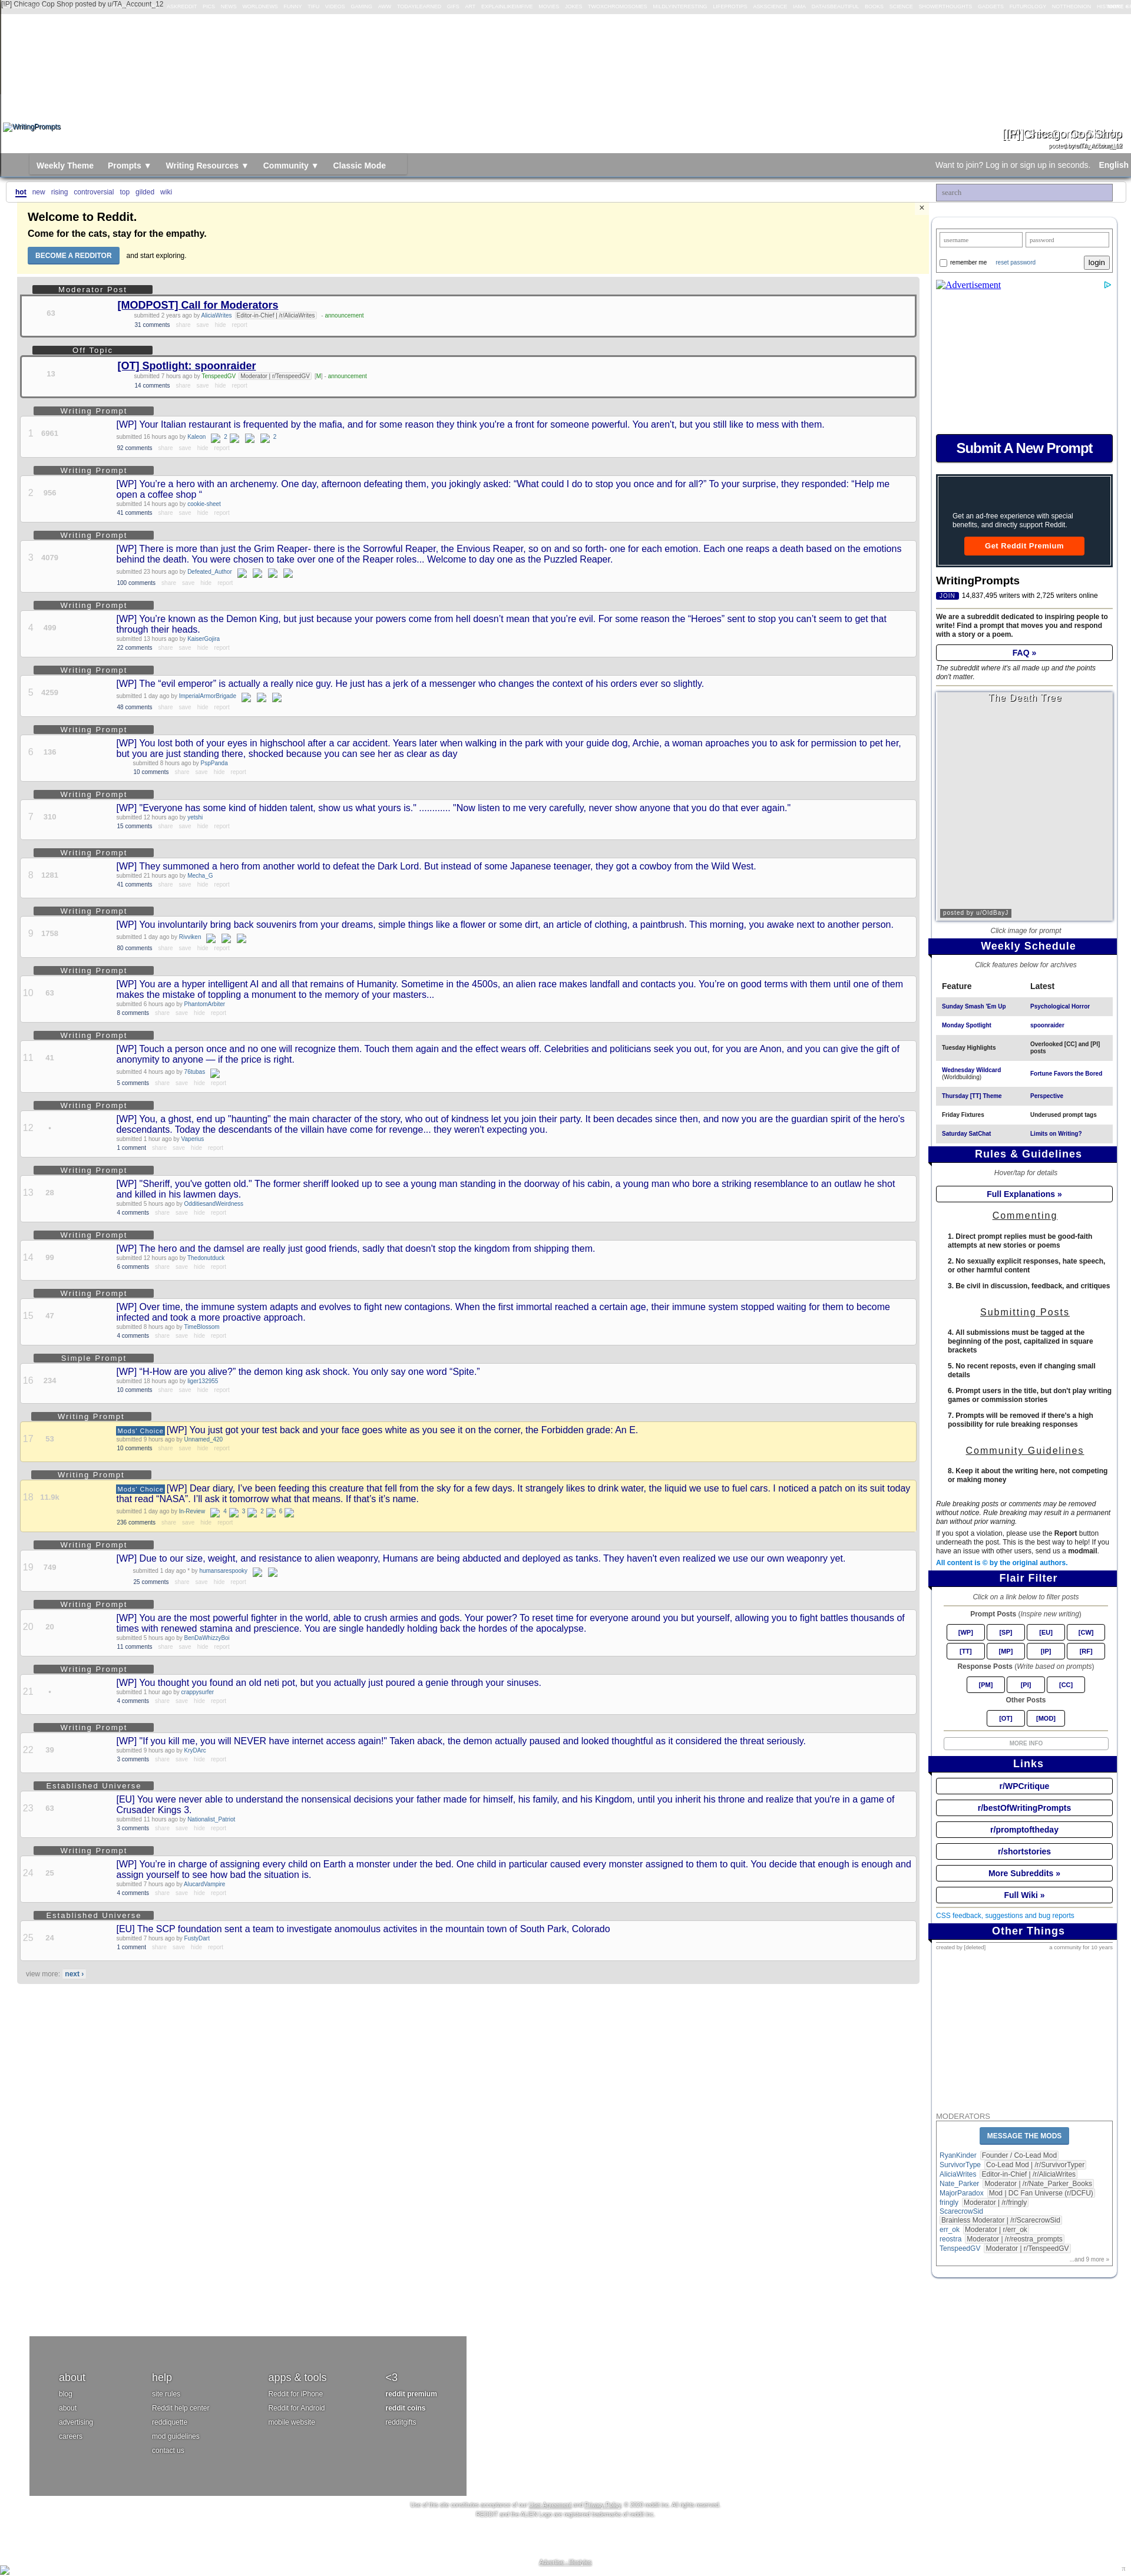 [IP] Chicago Cop Shop posted by u/TA_Account_12
WritingPrompts
[IP] Chicago Cop Shop
posted by u/TA_Account_12
Weekly Theme Prompts ▼ Writing Resources ▼ Community ▼ Classic Mode
Want to join? Log in or sign up in seconds. English
hot new rising controversial top gilded wiki
search
Welcome to Reddit.
Come for the cats, stay for the empathy.
BECOME A REDDITOR and start exploring.
×
Moderator Post
63
[MODPOST] Call for Moderators
submitted 2 years ago by AliciaWrites Editor-in-Chief | /r/AliciaWrites - announcement
31 comments share save hide report
Off Topic
13
[OT] Spotlight: spoonraider
submitted 7 hours ago by TenspeedGV Moderator | r/TenspeedGV [M] - announcement
14 comments share save hide report
Writing Prompt
1 6961
[WP] Your Italian restaurant is frequented by the mafia, and for some reason they think you're a front for someone powerful. You aren't, but you still like to mess with them.
submitted 16 hours ago by Kaleon 2 2
92 comments share save hide report
Writing Prompt
2 956
[WP] You're a hero with an archenemy. One day, afternoon defeating them, you jokingly asked: “What could I do to stop you once and for all?” To your surprise, they responded: “Help me
open a coffee shop “
submitted 14 hours ago by cookie-sheet
41 comments share save hide report
Writing Prompt
3 4079
[WP] There is more than just the Grim Reaper- there is the Sorrowful Reaper, the Envious Reaper, so on and so forth- one for each emotion. Each one reaps a death based on the emotions
behind the death. You were chosen to take over one of the Reaper roles... Welcome to day one as the Puzzled Reaper.
submitted 23 hours ago by Defeated_Author
100 comments share save hide report
Writing Prompt
4 499
[WP] You're known as the Demon King, but just because your powers come from hell doesn't mean that you're evil. For some reason the “Heroes” sent to stop you can't seem to get that
through their heads.
submitted 13 hours ago by KaiserGojira
22 comments share save hide report
Writing Prompt
5 4259
[WP] The “evil emperor” is actually a really nice guy. He just has a jerk of a messenger who changes the context of his orders ever so slightly.
submitted 1 day ago by ImperialArmorBrigade
48 comments share save hide report
Writing Prompt
6 136
[WP] You lost both of your eyes in highschool after a car accident. Years later when walking in the park with your guide dog, Archie, a woman aproaches you to ask for permission to pet her,
but you are just standing there, shocked because you can see her as clear as day
submitted 8 hours ago by PspPanda
10 comments share save hide report
Writing Prompt
7 310
[WP] "Everyone has some kind of hidden talent, show us what yours is." ............ "Now listen to me very carefully, never show anyone that you do that ever again."
submitted 12 hours ago by yetshi
15 comments share save hide report
Writing Prompt
8 1281
[WP] They summoned a hero from another world to defeat the Dark Lord. But instead of some Japanese teenager, they got a cowboy from the Wild West.
submitted 21 hours ago by Mecha_G
41 comments share save hide report
Writing Prompt
9 1758
[WP] You involuntarily bring back souvenirs from your dreams, simple things like a flower or some dirt, an article of clothing, a paintbrush. This morning, you awake next to another person.
submitted 1 day ago by Rivviken
80 comments share save hide report
Writing Prompt
10 63
[WP] You are a hyper intelligent AI and all that remains of Humanity. Sometime in the 4500s, an alien race makes landfall and contacts you. You're on good terms with them until one of them
makes the mistake of toppling a monument to the memory of your masters...
submitted 6 hours ago by PhantomArbiter
8 comments share save hide report
Writing Prompt
11 41
[WP] Touch a person once and no one will recognize them. Touch them again and the effect wears off. Celebrities and politicians seek you out, for you are Anon, and you can give the gift of
anonymity to anyone — if the price is right.
submitted 4 hours ago by 76tubas
5 comments share save hide report
Writing Prompt
12 •
[WP] You, a ghost, end up "haunting" the main character of the story, who out of kindness let you join their party. It been decades since then, and now you are the guardian spirit of the hero's
descendants. Today the descendants of the villain have come for revenge... they weren't expecting you.
submitted 1 hour ago by Vaperius
1 comment share save hide report
Writing Prompt
13 28
[WP] "Sheriff, you've gotten old." The former sheriff looked up to see a young man standing in the doorway of his cabin, a young man who bore a striking resemblance to an outlaw he shot
and killed in his lawmen days.
submitted 5 hours ago by OdditiesandWeirdness
4 comments share save hide report
Writing Prompt
14 99
[WP] The hero and the damsel are really just good friends, sadly that doesn't stop the kingdom from shipping them.
submitted 12 hours ago by Thedonutduck
6 comments share save hide report
Writing Prompt
15 47
[WP] Over time, the immune system adapts and evolves to fight new contagions. When the first immortal reached a certain age, their immune system stopped waiting for them to become
infected and took a more proactive approach.
submitted 8 hours ago by TimeBlossom
4 comments share save hide report
Simple Prompt
16 234
[WP] “H-How are you alive?” the demon king ask shock. You only say one word “Spite.”
submitted 18 hours ago by liger132955
10 comments share save hide report
Writing Prompt
17 53
Mods' Choice [WP] You just got your test back and your face goes white as you see it on the corner, the Forbidden grade: An E.
submitted 9 hours ago by Unnamed_420
10 comments share save hide report
Writing Prompt
18 11.9k
Mods' Choice [WP] Dear diary, I've been feeding this creature that fell from the sky for a few days. It strangely likes to drink water, the liquid we use to fuel cars. I noticed a patch on its suit today
that read “NASA”. I'll ask it tomorrow what that means. If that's it's name.
submitted 1 day ago by In-Review 4 3 2 6
236 comments share save hide report
Writing Prompt
19 748
[WP] Due to our size, weight, and resistance to alien weaponry, Humans are being abducted and deployed as tanks. They haven't even realized we use our own weaponry yet.
submitted 1 day ago * by humansarespooky
25 comments share save hide report
Writing Prompt
20 20
[WP] You are the most powerful fighter in the world, able to crush armies and gods. Your power? To reset time for everyone around you but yourself, allowing you to fight battles thousands of
times with renewed stamina and prescience. You are single handedly holding back the hordes of the apocalypse.
submitted 5 hours ago by BenDaWhizzyBoi
11 comments share save hide report
Writing Prompt
21 •
[WP] You thought you found an old neti pot, but you actually just poured a genie through your sinuses.
submitted 1 hour ago by crappysurfer
4 comments share save hide report
Writing Prompt
22 39
[WP] "If you kill me, you will NEVER have internet access again!" Taken aback, the demon actually paused and looked thoughtful as it considered the threat seriously.
submitted 9 hours ago by KryDArc
3 comments share save hide report
Established Universe
23 63
[EU] You were never able to understand the nonsensical decisions your father made for himself, his family, and his Kingdom, until you inherit his throne and realize that you're in a game of
Crusader Kings 3.
submitted 11 hours ago by Nationalist_Patriot
3 comments share save hide report
Writing Prompt
24 25
[WP] You're in charge of assigning every child on Earth a monster under the bed. One child in particular caused every monster assigned to them to quit. You decide that enough is enough and
assign yourself to see how bad the situation is.
submitted 7 hours ago by AlucardVampire
4 comments share save hide report
Established Universe
25 24
[EU] The SCP foundation sent a team to investigate anomoulus activites in the mountain town of South Park, Colorado
submitted 7 hours ago by FustyDart
1 comment share save hide report
view more: next ›
username password
remember me reset password login
Advertisement
Submit A New Prompt
Get an ad-free experience with special
benefits, and directly support Reddit.
Get Reddit Premium
WritingPrompts
JOIN 14,837,495 writers with 2,725 writers online
We are a subreddit dedicated to inspiring people to
write! Find a prompt that moves you and respond
with a story or a poem.
FAQ »
The subreddit where it's all made up and the points
don't matter.
The Death Tree
posted by u/OldBayJ
Click image for prompt
Weekly Schedule
Click features below for archives
Feature Latest
Sunday Smash 'Em Up Psychological Horror
Monday Spotlight spoonraider
Tuesday Highlights Overlooked [CC] and [PI]
posts
Wednesday Wildcard
(Worldbuilding) Fortune Favors the Bored
Thursday [TT] Theme Perspective
Friday Fixtures Underused prompt tags
Saturday SatChat Limits on Writing?
Rules & Guidelines
Hover/tap for details
Full Explanations »
Commenting
1. Direct prompt replies must be good-faith
attempts at new stories or poems
2. No sexually explicit responses, hate speech,
or other harmful content
3. Be civil in discussion, feedback, and critiques
Submitting Posts
4. All submissions must be tagged at the
beginning of the post, capitalized in square
brackets
5. No recent reposts, even if changing small
details
6. Prompt users in the title, but don't play writing
games or commission stories
7. Prompts will be removed if there's a high
possibility for rule breaking responses
Community Guidelines
8. Keep it about the writing here, not competing
or making money
Rule breaking posts or comments may be removed
without notice. Rule breaking may result in a permanent
ban without prior warning.
If you spot a violation, please use the Report button
underneath the post. This is the best way to help! If you
have an issue with other users, send us a modmail.
All content is © by the original authors.
Flair Filter
Click on a link below to filter posts
Prompt Posts (Inspire new writing)
[WP] [SP] [EU] [CW]
[TT] [MP] [IP] [RF]
Response Posts (Write based on prompts)
[PM] [PI] [CC]
Other Posts
[OT] [MOD]
MORE INFO
Links
r/WPCritique
r/bestOfWritingPrompts
r/promptoftheday
r/shortstories
More Subreddits »
Full Wiki »
CSS feedback, suggestions and bug reports
Other Things
created by [deleted] a community for 10 years
MODERATORS
MESSAGE THE MODS
RyanKinder Founder / Co-Lead Mod
SurvivorType Co-Lead Mod | /r/SurvivorTyper
AliciaWrites Editor-in-Chief | /r/AliciaWrites
Nate_Parker Moderator | /r/Nate_Parker_Books
MajorParadox Mod | DC Fan Universe (r/DCFU)
fringly Moderator | /r/fringly
ScarecrowSid
Brainless Moderator | /r/ScarecrowSid
err_ok Moderator | r/err_ok
reostra Moderator | /r/reostra_prompts
TenspeedGV Moderator | r/TenspeedGV
...and 9 more »
about help apps & tools <3
blog site rules Reddit for iPhone reddit premium
about Reddit help center Reddit for Android reddit coins
advertising reddiquette mobile website redditgifts
careers mod guidelines
contact us
Use of this site constitutes acceptance of our User Agreement and Privacy Policy. © 2020 reddit inc. All rights reserved.
REDDIT and the ALIEN Logo are registered trademarks of reddit inc.
π